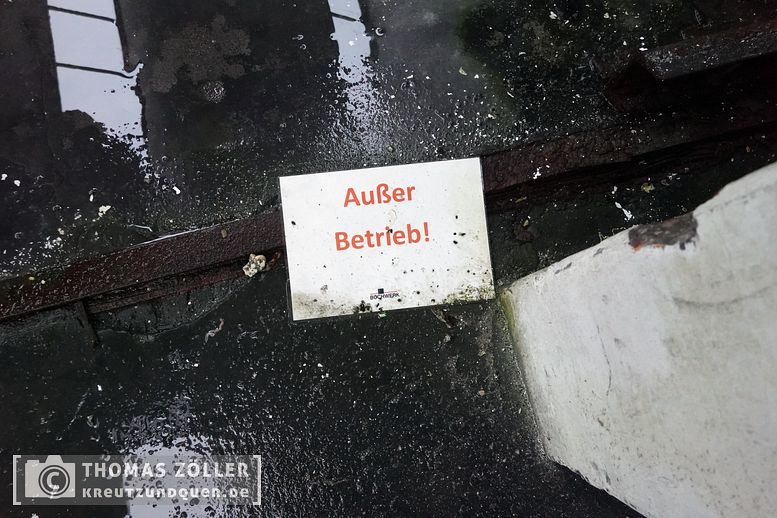 Außer
Betrieb!
BOCHWERK
© THOMAS ZÖLLER
KREUTZUNDQUER.DE